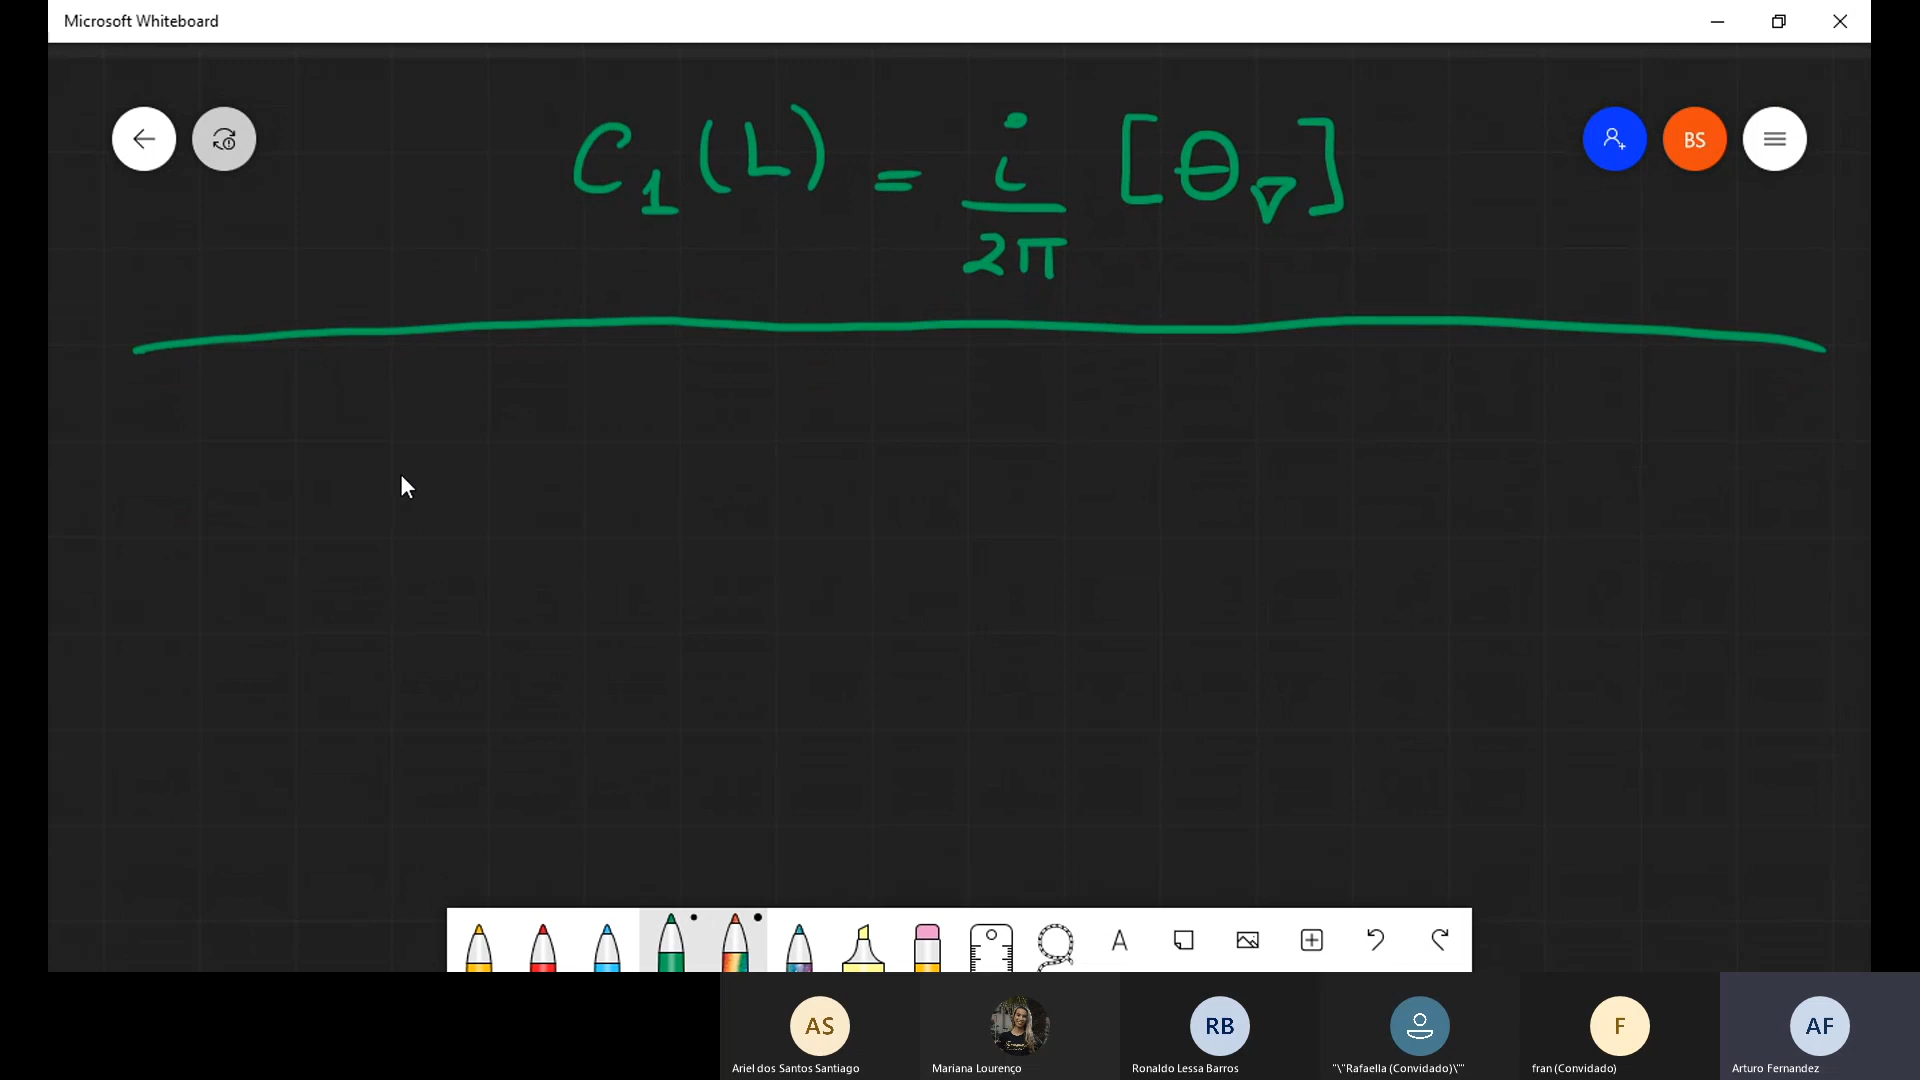 Microsoft Whiteboard
C₁(L) = i/2π [Θ_∇]
BS
A
AS
RB
F
AF
Ariel dos Santos Santiago
Mariana Lourenço
Ronaldo Lessa Barros
"\"Rafaella (Convidado)\""
fran (Convidado)
Arturo Fernandez